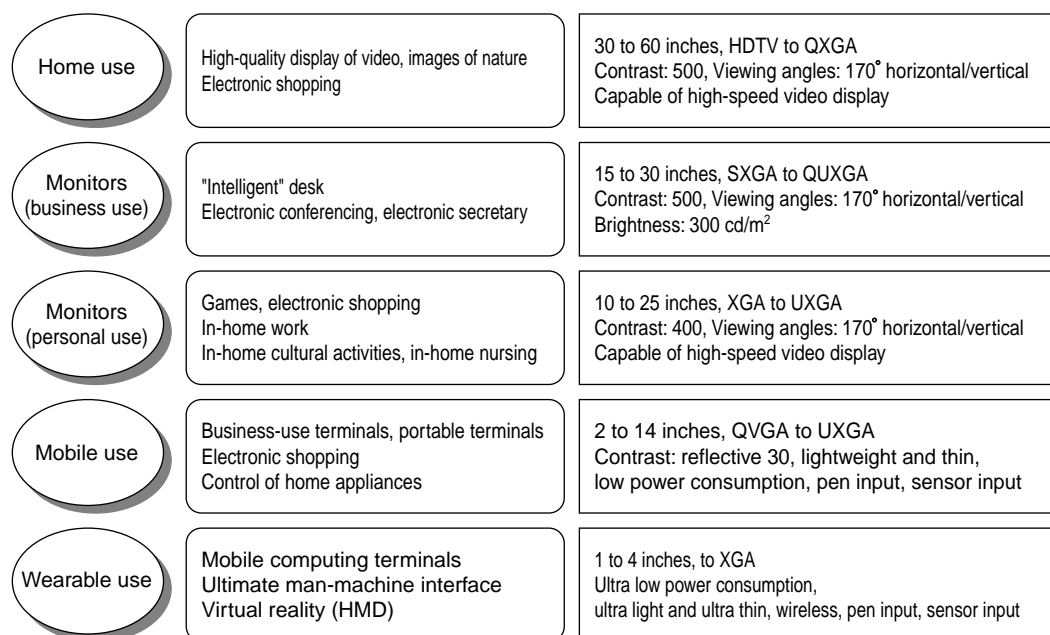 Home use
High-quality display of video, images of nature
Electronic shopping
30 to 60 inches, HDTV to QXGA
Contrast: 500, Viewing angles: 170° horizontal/vertical
Capable of high-speed video display
Monitors
(business use)
"Intelligent" desk
Electronic conferencing, electronic secretary
15 to 30 inches, SXGA to QUXGA
Contrast: 500, Viewing angles: 170° horizontal/vertical
Brightness: 300 cd/m²
Monitors
(personal use)
Games, electronic shopping
In-home work
In-home cultural activities, in-home nursing
10 to 25 inches, XGA to UXGA
Contrast: 400, Viewing angles: 170° horizontal/vertical
Capable of high-speed video display
Mobile use
Business-use terminals, portable terminals
Electronic shopping
Control of home appliances
2 to 14 inches, QVGA to UXGA
Contrast: reflective 30, lightweight and thin,
low power consumption, pen input, sensor input
Wearable use
Mobile computing terminals
Ultimate man-machine interface
Virtual reality (HMD)
1 to 4 inches, to XGA
Ultra low power consumption,
ultra light and ultra thin, wireless, pen input, sensor input